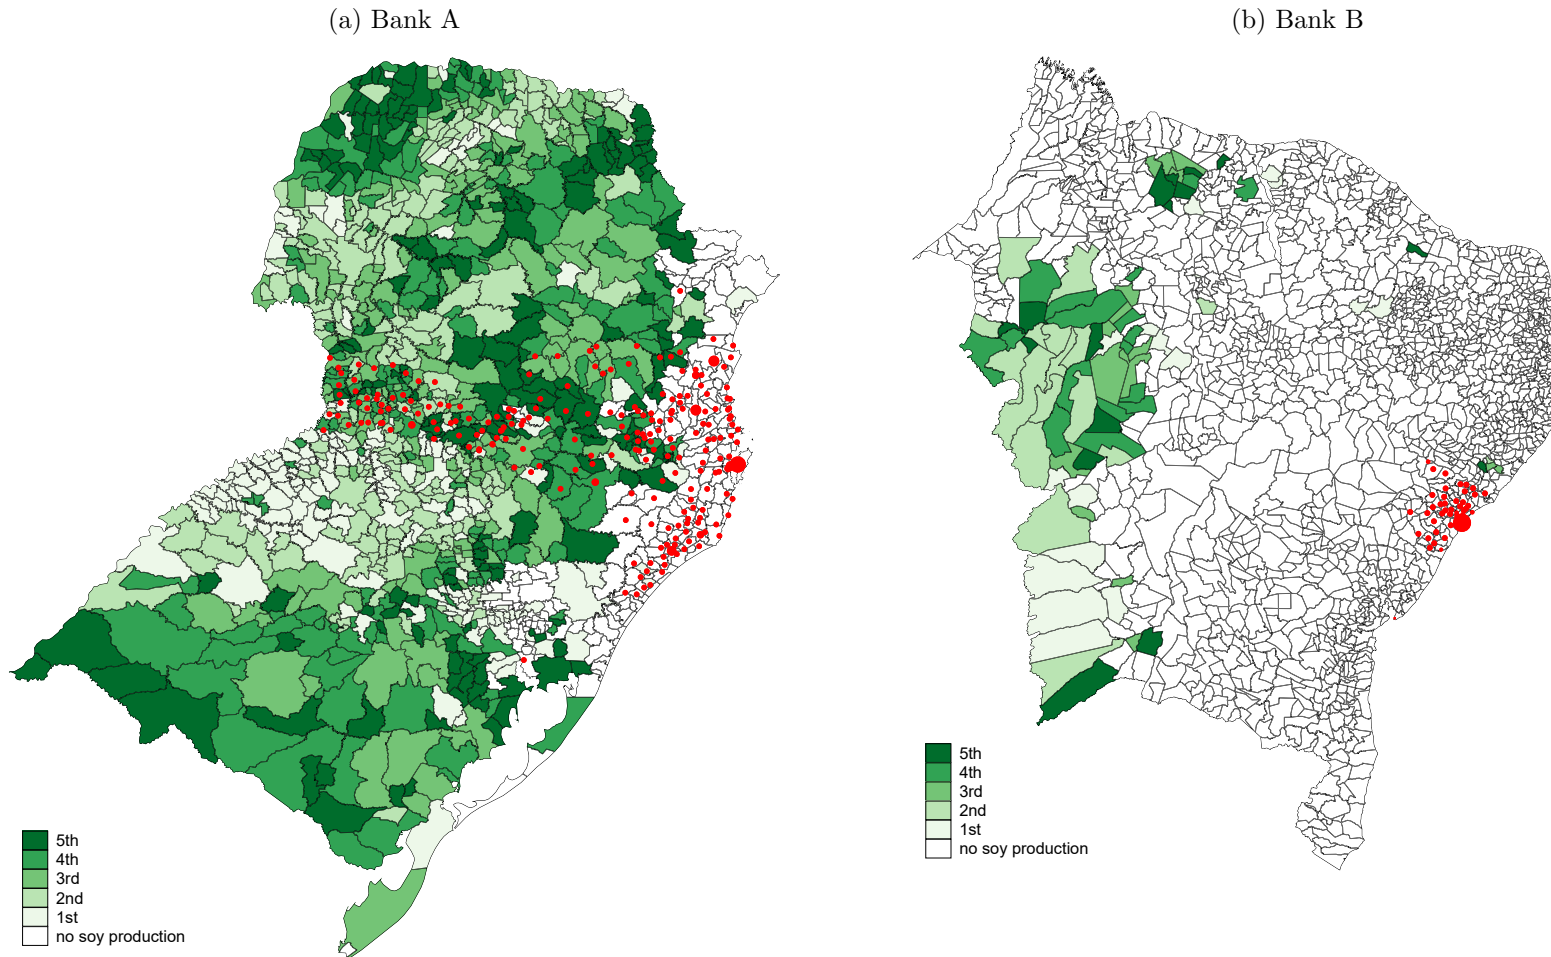 (a) Bank A
5th
4th
3rd
2nd
1st
no soy production
(b) Bank B
5th
4th
3rd
2nd
1st
no soy production